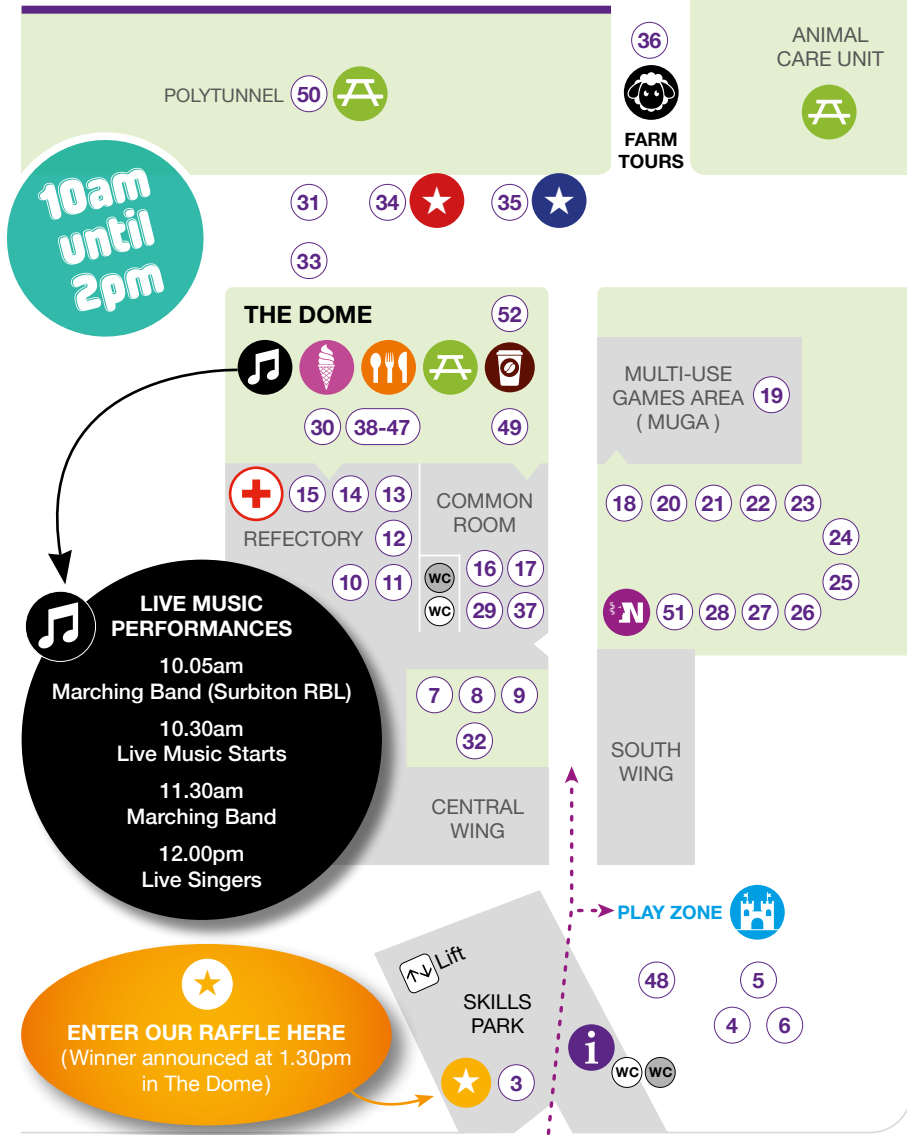 36
ANIMAL
CARE UNIT
POLYTUNNEL 50
FARM
TOURS
10am
until
2pm
31 34 35
33
THE DOME 52
30 38-47 49
MULTI-USE
GAMES AREA
( MUGA )
19
15 14 13
REFECTORY 12
10 11
COMMON
ROOM
WC 16 17
WC 29 37
18 20 21 22 23
24
25
N 51 28 27 26
LIVE MUSIC
PERFORMANCES
10.05am
Marching Band (Surbiton RBL)
10.30am
Live Music Starts
11.30am
Marching Band
12.00pm
Live Singers
7 8 9
32
CENTRAL
WING
SOUTH
WING
PLAY ZONE
48 5
4 6
Lift
SKILLS
PARK
3
i
WC WC
ENTER OUR RAFFLE HERE
(Winner announced at 1.30pm
in The Dome)